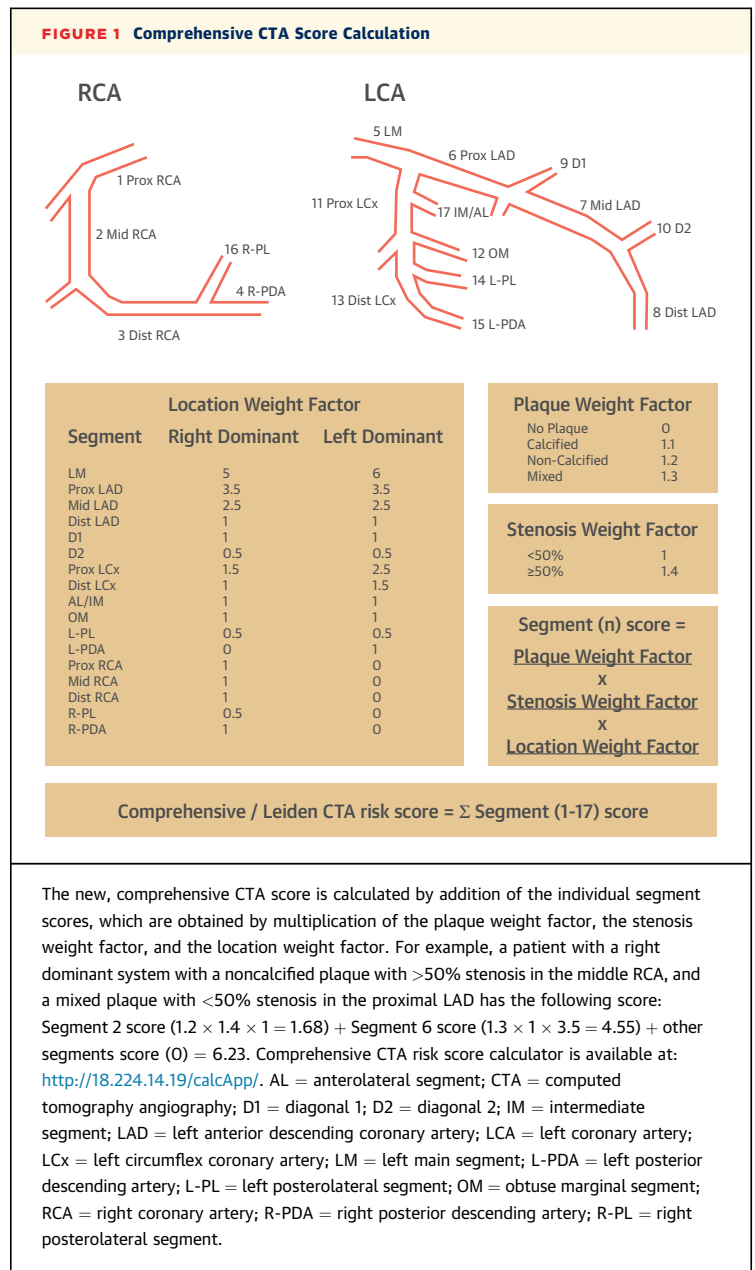 FIGURE 1 Comprehensive CTA Score Calculation
RCA
LCA
1 Prox RCA
2 Mid RCA
16 R-PL
4 R-PDA
3 Dist RCA
5 LM
6 Prox LAD
9 D1
11 Prox LCx
17 IM/AL
7 Mid LAD
10 D2
12 OM
14 L-PL
13 Dist LCx
15 L-PDA
8 Dist LAD
Location Weight Factor
Segment Right Dominant Left Dominant
LM 5 6
Prox LAD 3.5 3.5
Mid LAD 2.5 2.5
Dist LAD 1 1
D1 1 1
D2 0.5 0.5
Prox LCx 1.5 2.5
Dist LCx 1 1.5
AL/IM 1 1
OM 1 1
L-PL 0.5 0.5
L-PDA 0 1
Prox RCA 1 0
Mid RCA 1 0
Dist RCA 1 0
R-PL 0.5 0
R-PDA 1 0
Plaque Weight Factor
No Plaque 0
Calcified 1.1
Non-Calcified 1.2
Mixed 1.3
Stenosis Weight Factor
<50% 1
≥50% 1.4
Segment (n) score =
Plaque Weight Factor
x
Stenosis Weight Factor
x
Location Weight Factor
Comprehensive / Leiden CTA risk score = Σ Segment (1-17) score
The new, comprehensive CTA score is calculated by addition of the individual segment
scores, which are obtained by multiplication of the plaque weight factor, the stenosis
weight factor, and the location weight factor. For example, a patient with a right
dominant system with a noncalcified plaque with >50% stenosis in the middle RCA, and
a mixed plaque with <50% stenosis in the proximal LAD has the following score:
Segment 2 score (1.2 × 1.4 × 1 = 1.68) + Segment 6 score (1.3 × 1 × 3.5 = 4.55) + other
segments score (0) = 6.23. Comprehensive CTA risk score calculator is available at:
http://18.224.14.19/calcApp/. AL = anterolateral segment; CTA = computed
tomography angiography; D1 = diagonal 1; D2 = diagonal 2; IM = intermediate
segment; LAD = left anterior descending coronary artery; LCA = left coronary artery;
LCx = left circumflex coronary artery; LM = left main segment; L-PDA = left posterior
descending artery; L-PL = left posterolateral segment; OM = obtuse marginal segment;
RCA = right coronary artery; R-PDA = right posterior descending artery; R-PL = right
posterolateral segment.